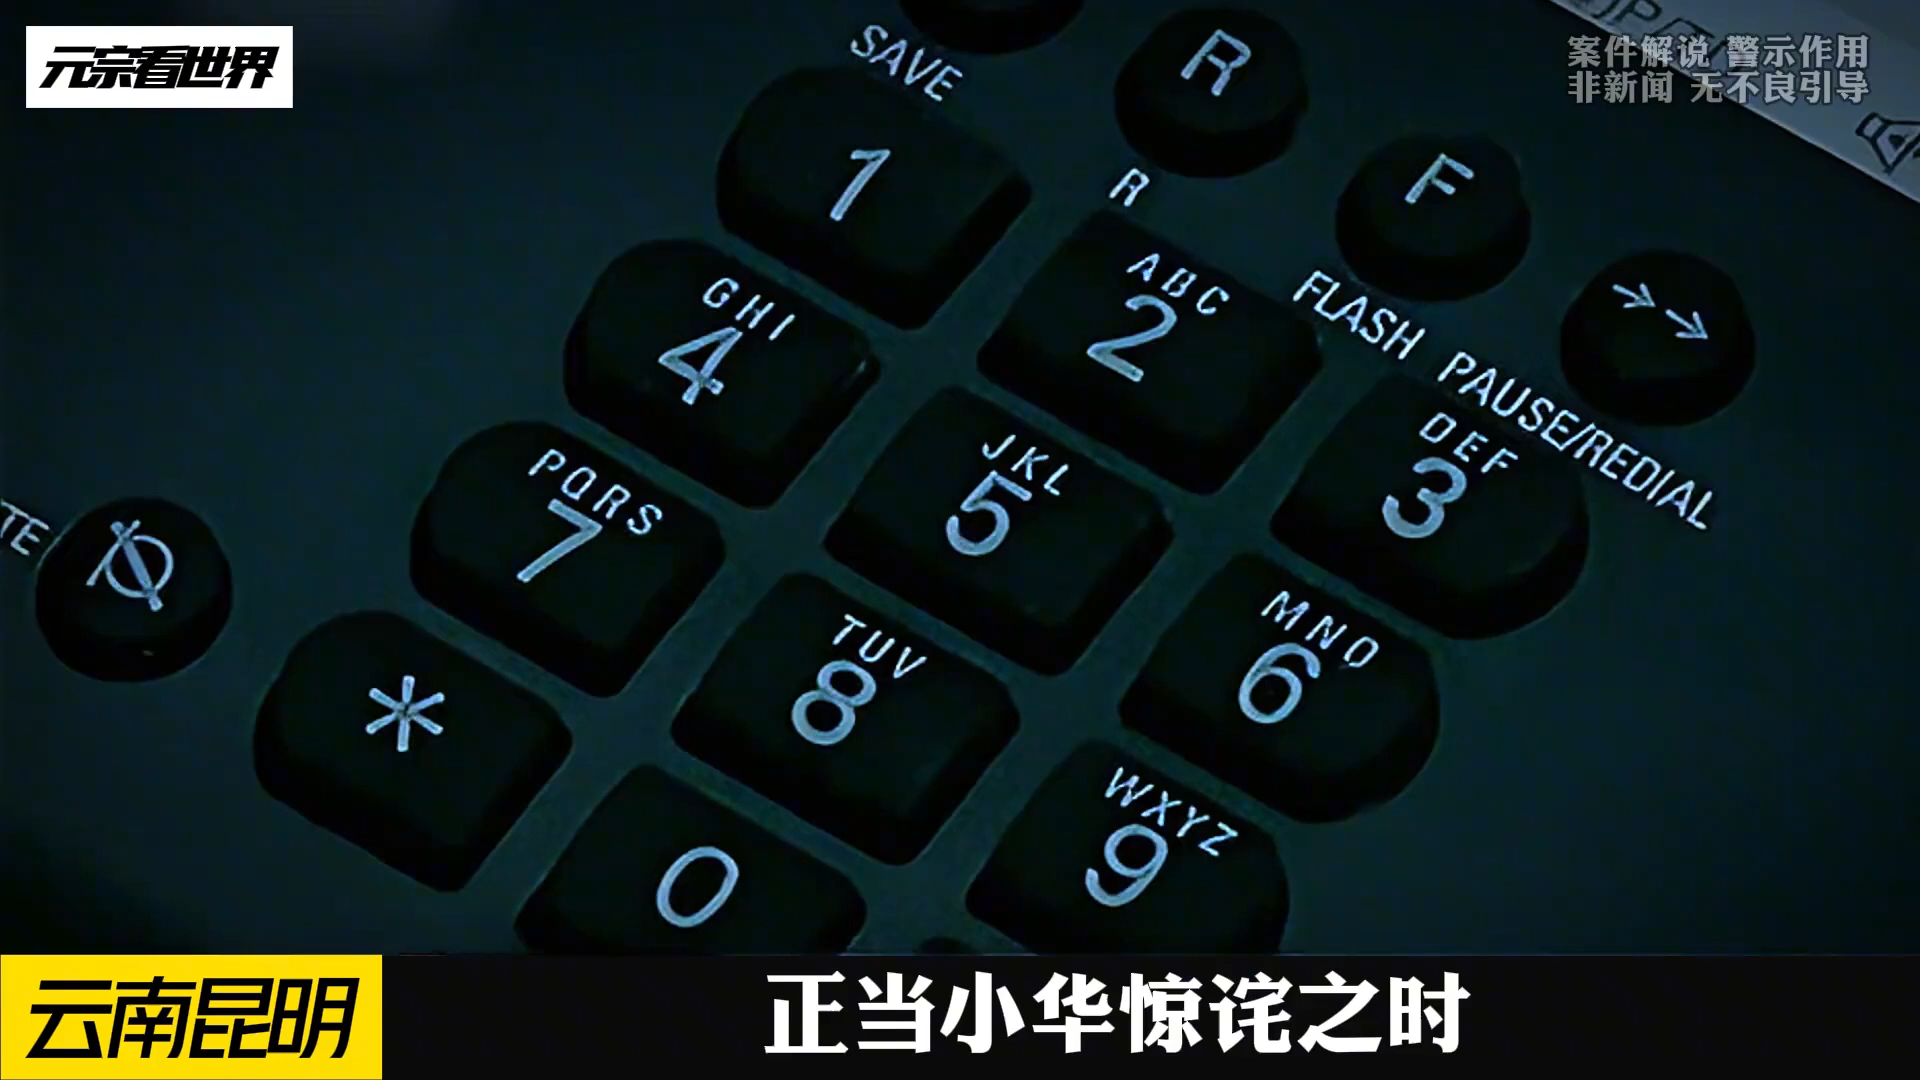 元宗看世界
案件解说 警示作用
非新闻 无不良引导
SAVE
R
1
R
F
ABC
2
FLASH
PAUSE/REDIAL
GHI
4
DEF
3
JKL
5
PQRS
7
TE
MNO
6
TUV
8
*
WXYZ
9
0
云南昆明
正当小华惊诧之时